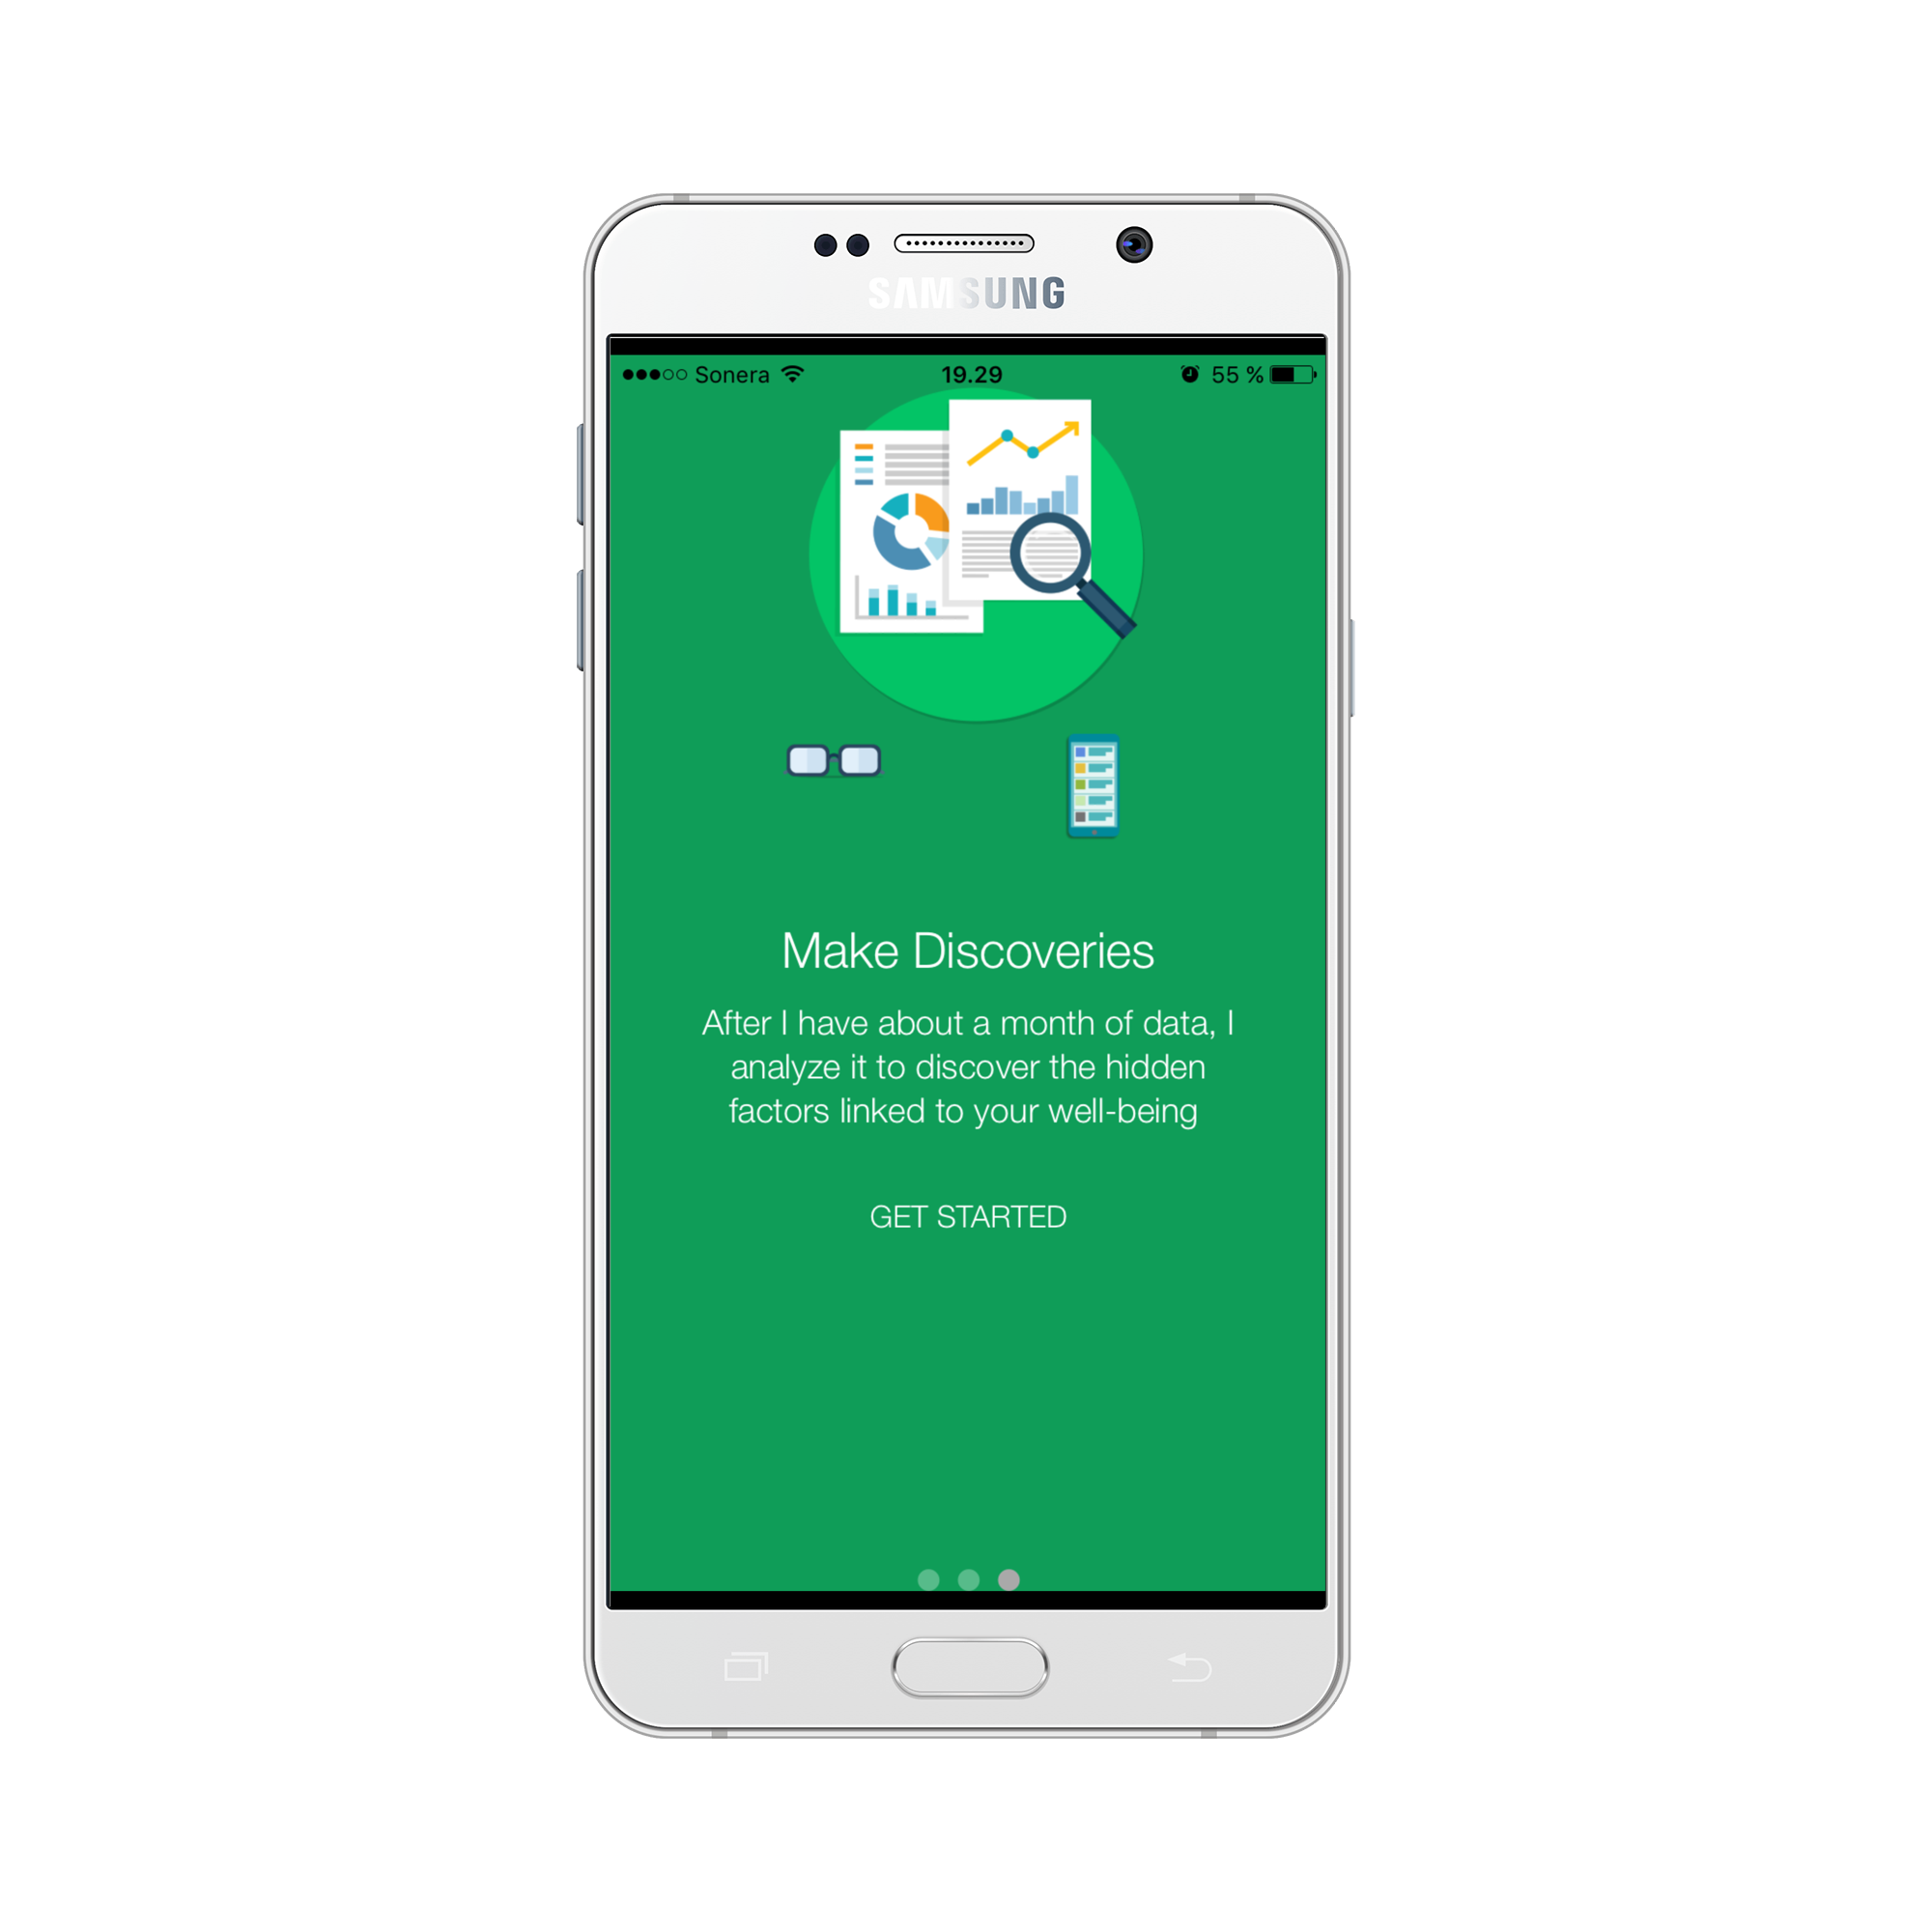 SAMSUNG
Sonera 19.29 55 %
Make Discoveries
After I have about a month of data, I
analyze it to discover the hidden
factors linked to your well-being
GET STARTED